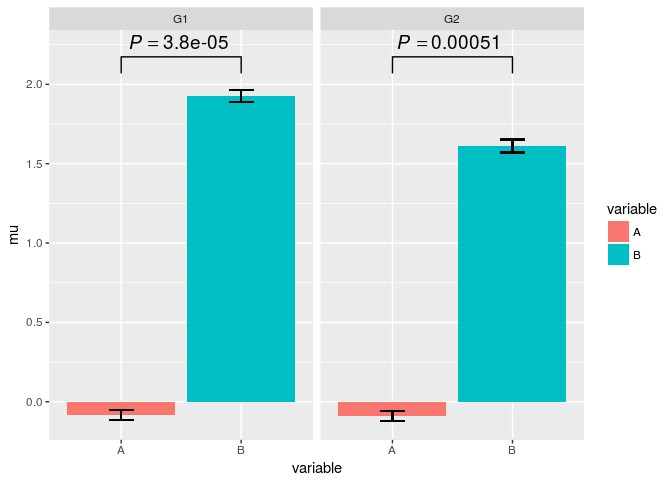 G1
G2
P = 3.8e-05
P = 0.00051
2.0
1.5
1.0
0.5
0.0
mu
A
B
A
B
variable
variable
A
B